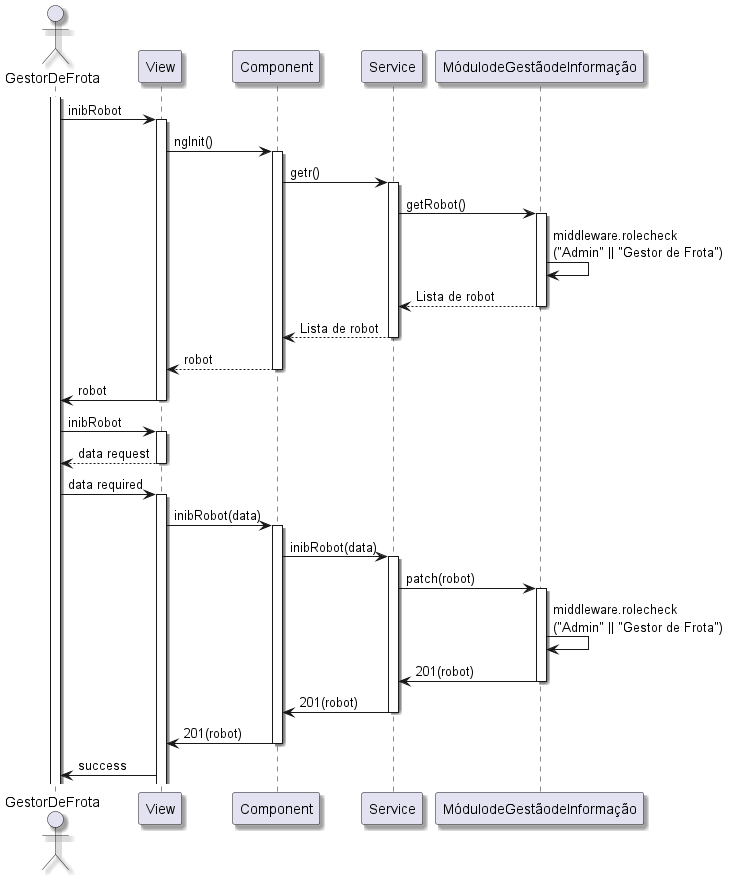 GestorDeFrota
View
Component
Service
MódulodeGestãodeInformação
inibRobot
ngInit()
getr()
getRobot()
middleware.rolecheck
("Admin" || "Gestor de Frota")
Lista de robot
Lista de robot
robot
robot
inibRobot
data request
data required
inibRobot(data)
inibRobot(data)
patch(robot)
middleware.rolecheck
("Admin" || "Gestor de Frota")
201(robot)
201(robot)
201(robot)
success
GestorDeFrota
View
Component
Service
MódulodeGestãodeInformação